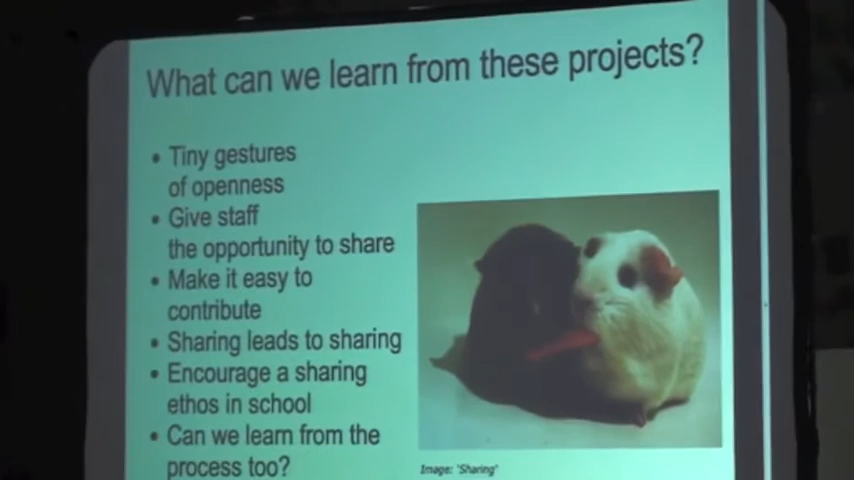 What can we learn from these projects?
• Tiny gestures
of openness
• Give staff
the opportunity to share
• Make it easy to
contribute
• Sharing leads to sharing
• Encourage a sharing
ethos in school
• Can we learn from the
process too?
Image: 'Sharing'